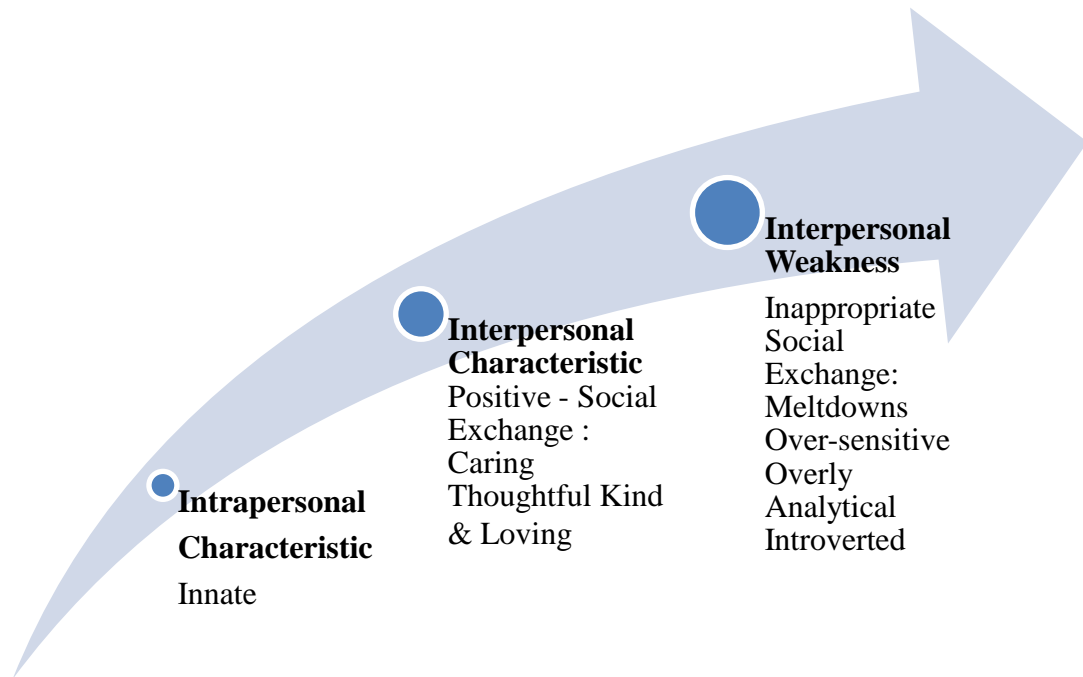 Intrapersonal
Characteristic
Innate
Interpersonal
Characteristic
Positive - Social
Exchange :
Caring
Thoughtful Kind
& Loving
Interpersonal
Weakness
Inappropriate
Social
Exchange:
Meltdowns
Over-sensitive
Overly
Analytical
Introverted